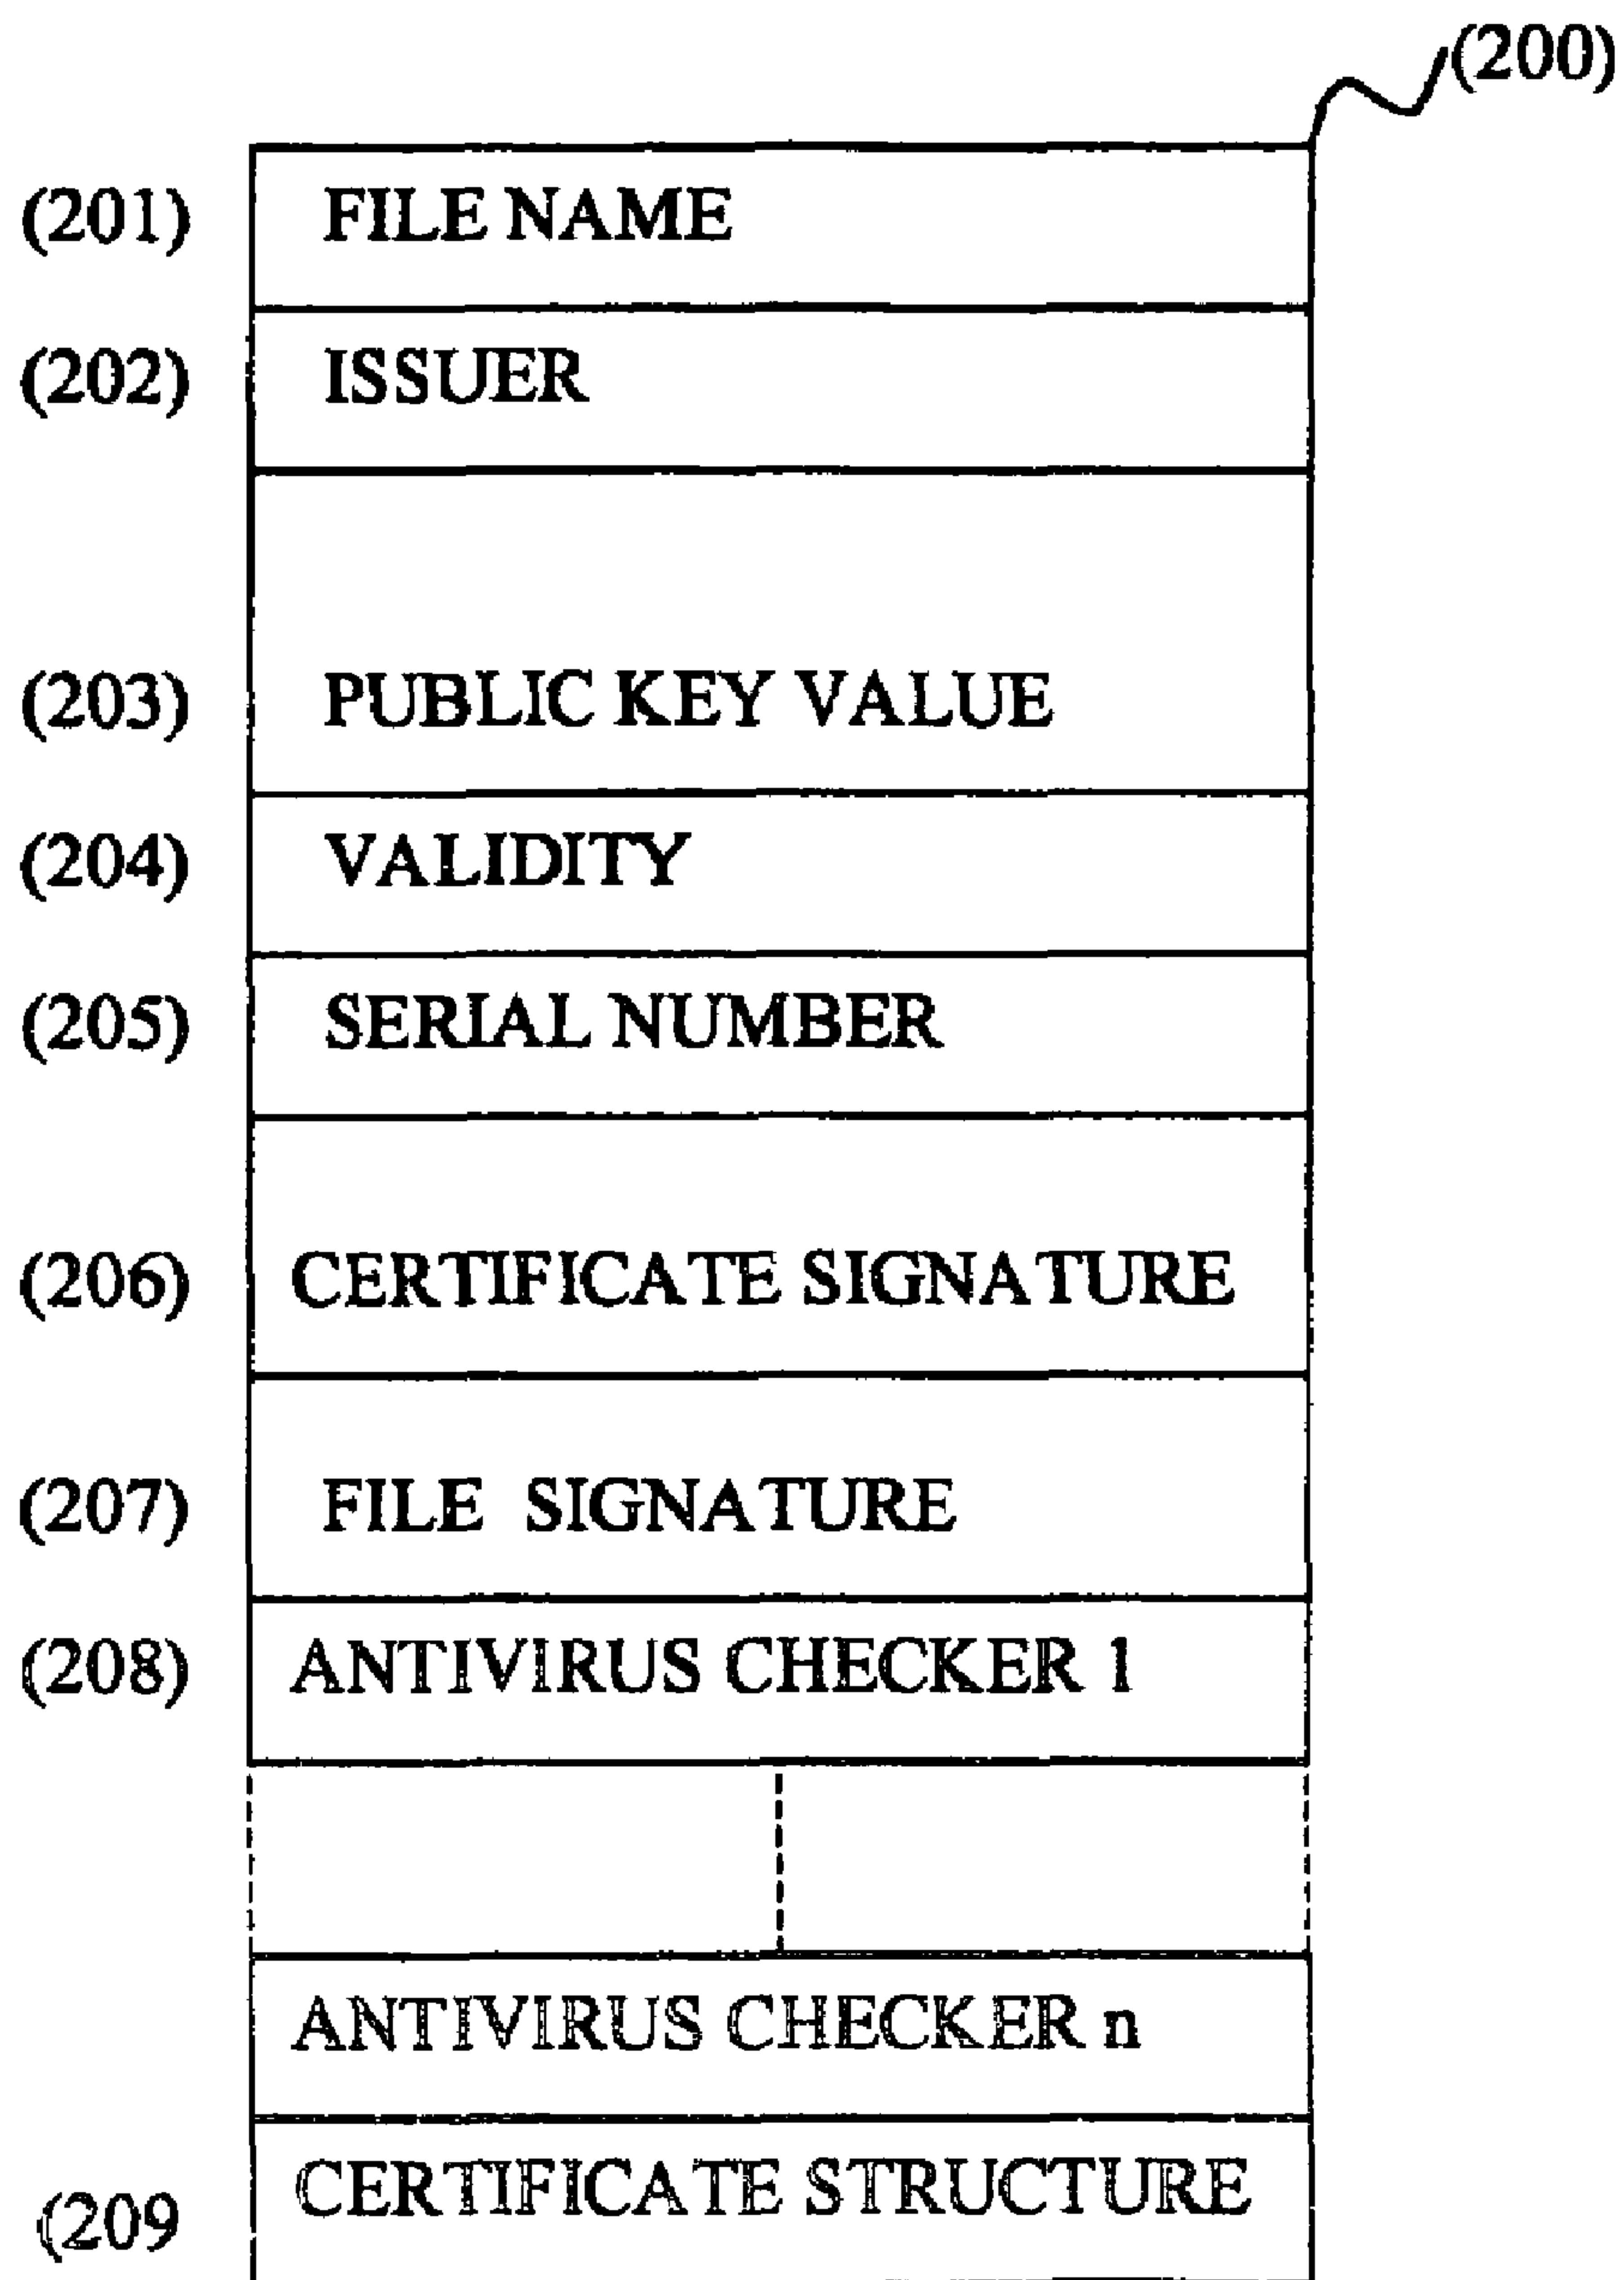 (200)
(201) FILE NAME
(202) ISSUER
(203) PUBLIC KEY VALUE
(204) VALIDITY
(205) SERIAL NUMBER
(206) CERTIFICATE SIGNATURE
(207) FILE SIGNATURE
(208) ANTIVIRUS CHECKER 1
ANTIVIRUS CHECKER n
CERTIFICATE STRUCTURE
(209